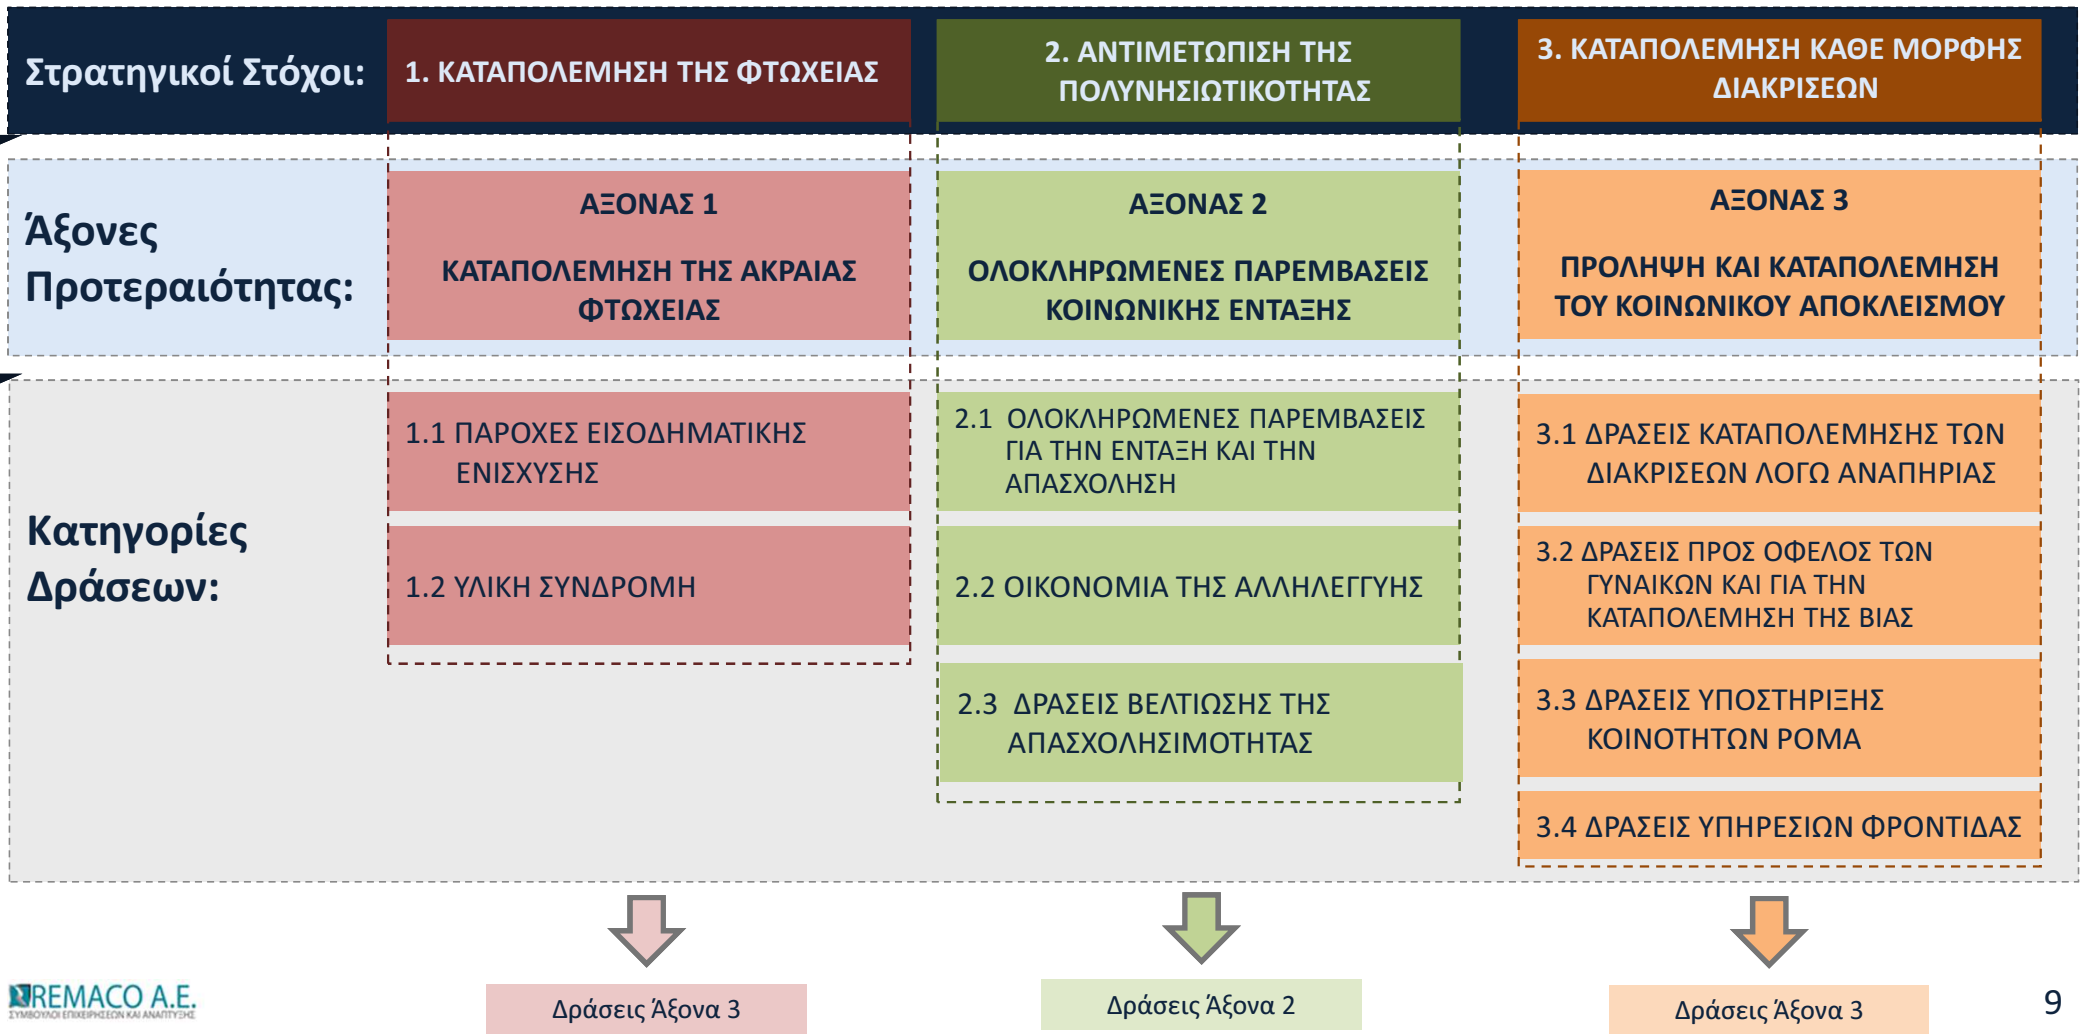 Στρατηγικοί Στόχοι:
1. ΚΑΤΑΠΟΛΕΜΗΣΗ ΤΗΣ ΦΤΩΧΕΙΑΣ
2. ΑΝΤΙΜΕΤΩΠΙΣΗ ΤΗΣ
ΠΟΛΥΝΗΣΙΩΤΙΚΟΤΗΤΑΣ
3. ΚΑΤΑΠΟΛΕΜΗΣΗ ΚΑΘΕ ΜΟΡΦΗΣ
ΔΙΑΚΡΙΣΕΩΝ
Άξονες
Προτεραιότητας:
ΑΞΟΝΑΣ 1
ΚΑΤΑΠΟΛΕΜΗΣΗ ΤΗΣ ΑΚΡΑΙΑΣ
ΦΤΩΧΕΙΑΣ
ΑΞΟΝΑΣ 2
ΟΛΟΚΛΗΡΩΜΕΝΕΣ ΠΑΡΕΜΒΑΣΕΙΣ
ΚΟΙΝΩΝΙΚΗΣ ΕΝΤΑΞΗΣ
ΑΞΟΝΑΣ 3
ΠΡΟΛΗΨΗ ΚΑΙ ΚΑΤΑΠΟΛΕΜΗΣΗ
ΤΟΥ ΚΟΙΝΩΝΙΚΟΥ ΑΠΟΚΛΕΙΣΜΟΥ
Κατηγορίες
Δράσεων:
1.1 ΠΑΡΟΧΕΣ ΕΙΣΟΔΗΜΑΤΙΚΗΣ
ΕΝΙΣΧΥΣΗΣ
1.2 ΥΛΙΚΗ ΣΥΝΔΡΟΜΗ
2.1 ΟΛΟΚΛΗΡΩΜΕΝΕΣ ΠΑΡΕΜΒΑΣΕΙΣ
ΓΙΑ ΤΗΝ ΕΝΤΑΞΗ ΚΑΙ ΤΗΝ
ΑΠΑΣΧΟΛΗΣΗ
2.2 ΟΙΚΟΝΟΜΙΑ ΤΗΣ ΑΛΛΗΛΕΓΓΥΗΣ
2.3 ΔΡΑΣΕΙΣ ΒΕΛΤΙΩΣΗΣ ΤΗΣ
ΑΠΑΣΧΟΛΗΣΙΜΟΤΗΤΑΣ
3.1 ΔΡΑΣΕΙΣ ΚΑΤΑΠΟΛΕΜΗΣΗΣ ΤΩΝ
ΔΙΑΚΡΙΣΕΩΝ ΛΟΓΩ ΑΝΑΠΗΡΙΑΣ
3.2 ΔΡΑΣΕΙΣ ΠΡΟΣ ΟΦΕΛΟΣ ΤΩΝ
ΓΥΝΑΙΚΩΝ ΚΑΙ ΓΙΑ ΤΗΝ
ΚΑΤΑΠΟΛΕΜΗΣΗ ΤΗΣ ΒΙΑΣ
3.3 ΔΡΑΣΕΙΣ ΥΠΟΣΤΗΡΙΞΗΣ
ΚΟΙΝΟΤΗΤΩΝ ΡΟΜΑ
3.4 ΔΡΑΣΕΙΣ ΥΠΗΡΕΣΙΩΝ ΦΡΟΝΤΙΔΑΣ
Δράσεις Άξονα 3
Δράσεις Άξονα 2
Δράσεις Άξονα 3
REMACO A.E.
ΣΥΜΒΟΥΛΟΙ ΕΠΙΧΕΙΡΗΣΕΩΝ ΚΑΙ ΑΝΑΠΤΥΞΗΣ
9